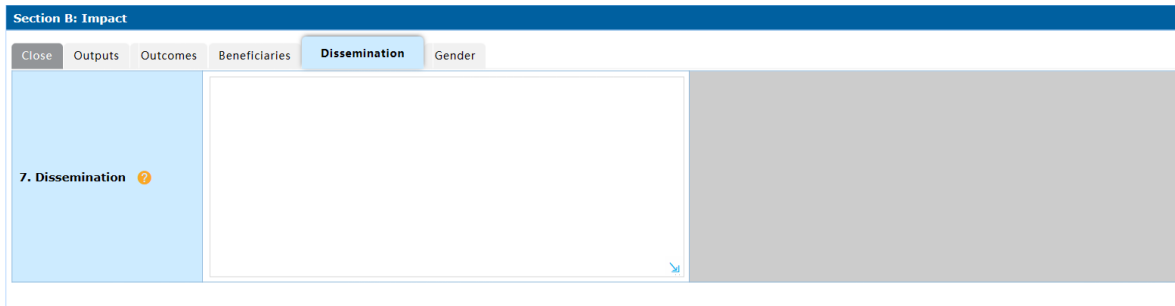 Section B: Impact
Close Outputs Outcomes Beneficiaries Dissemination Gender
7. Dissemination ?